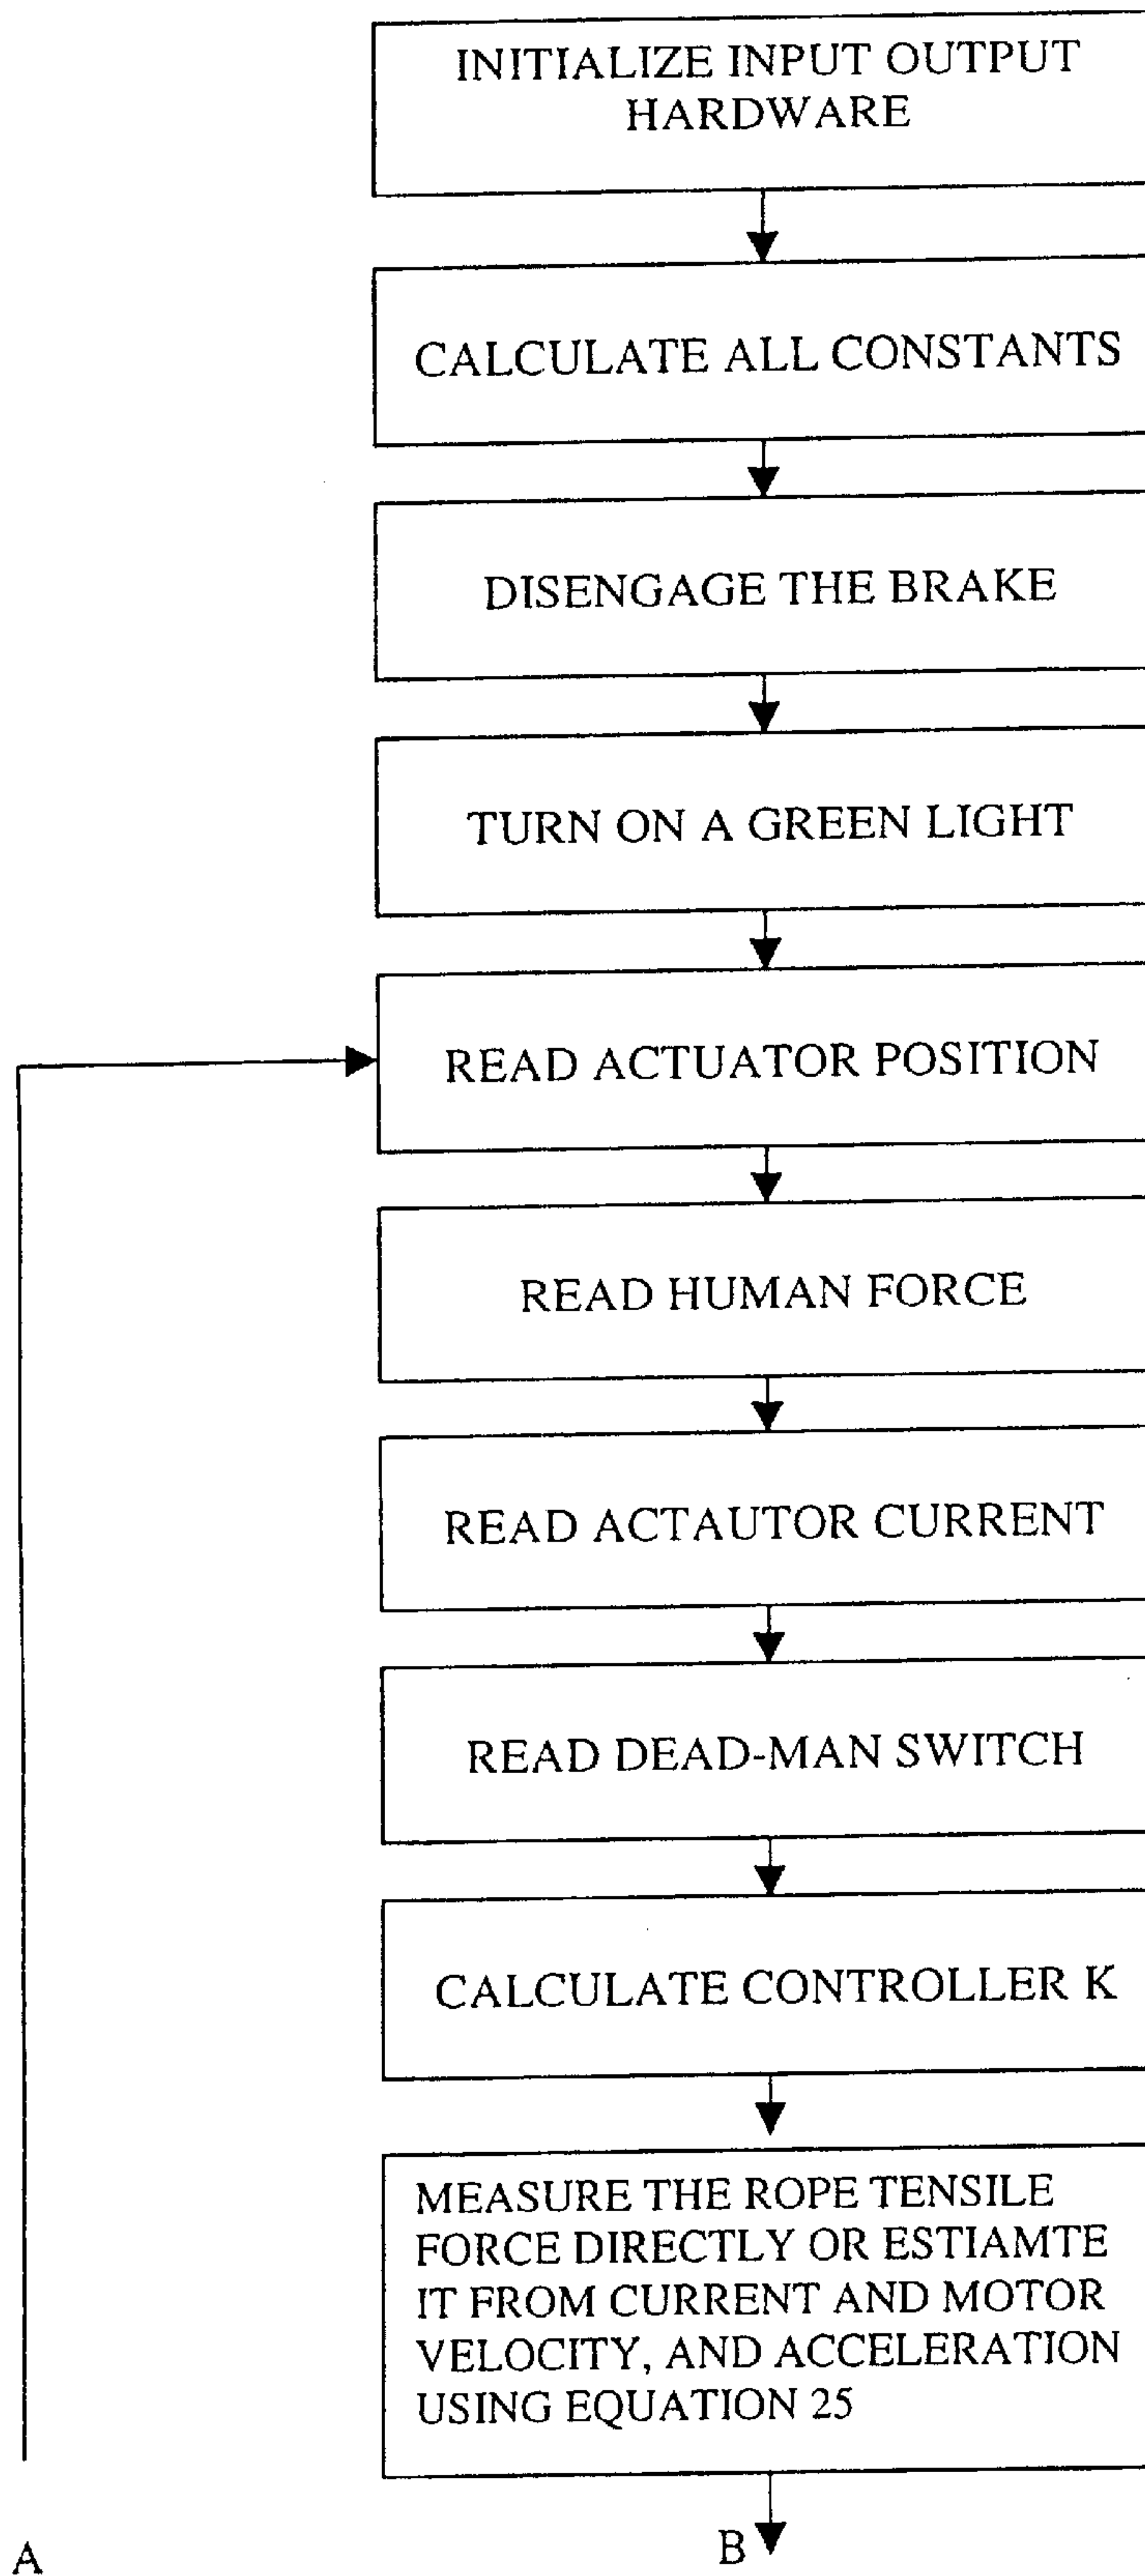 INITIALIZE INPUT OUTPUT
HARDWARE
CALCULATE ALL CONSTANTS
DISENGAGE THE BRAKE
TURN ON A GREEN LIGHT
READ ACTUATOR POSITION
READ HUMAN FORCE
READ ACTAUTOR CURRENT
READ DEAD-MAN SWITCH
CALCULATE CONTROLLER K
MEASURE THE ROPE TENSILE
FORCE DIRECTLY OR ESTIAMTE
IT FROM CURRENT AND MOTOR
VELOCITY, AND ACCELERATION
USING EQUATION 25
A
B